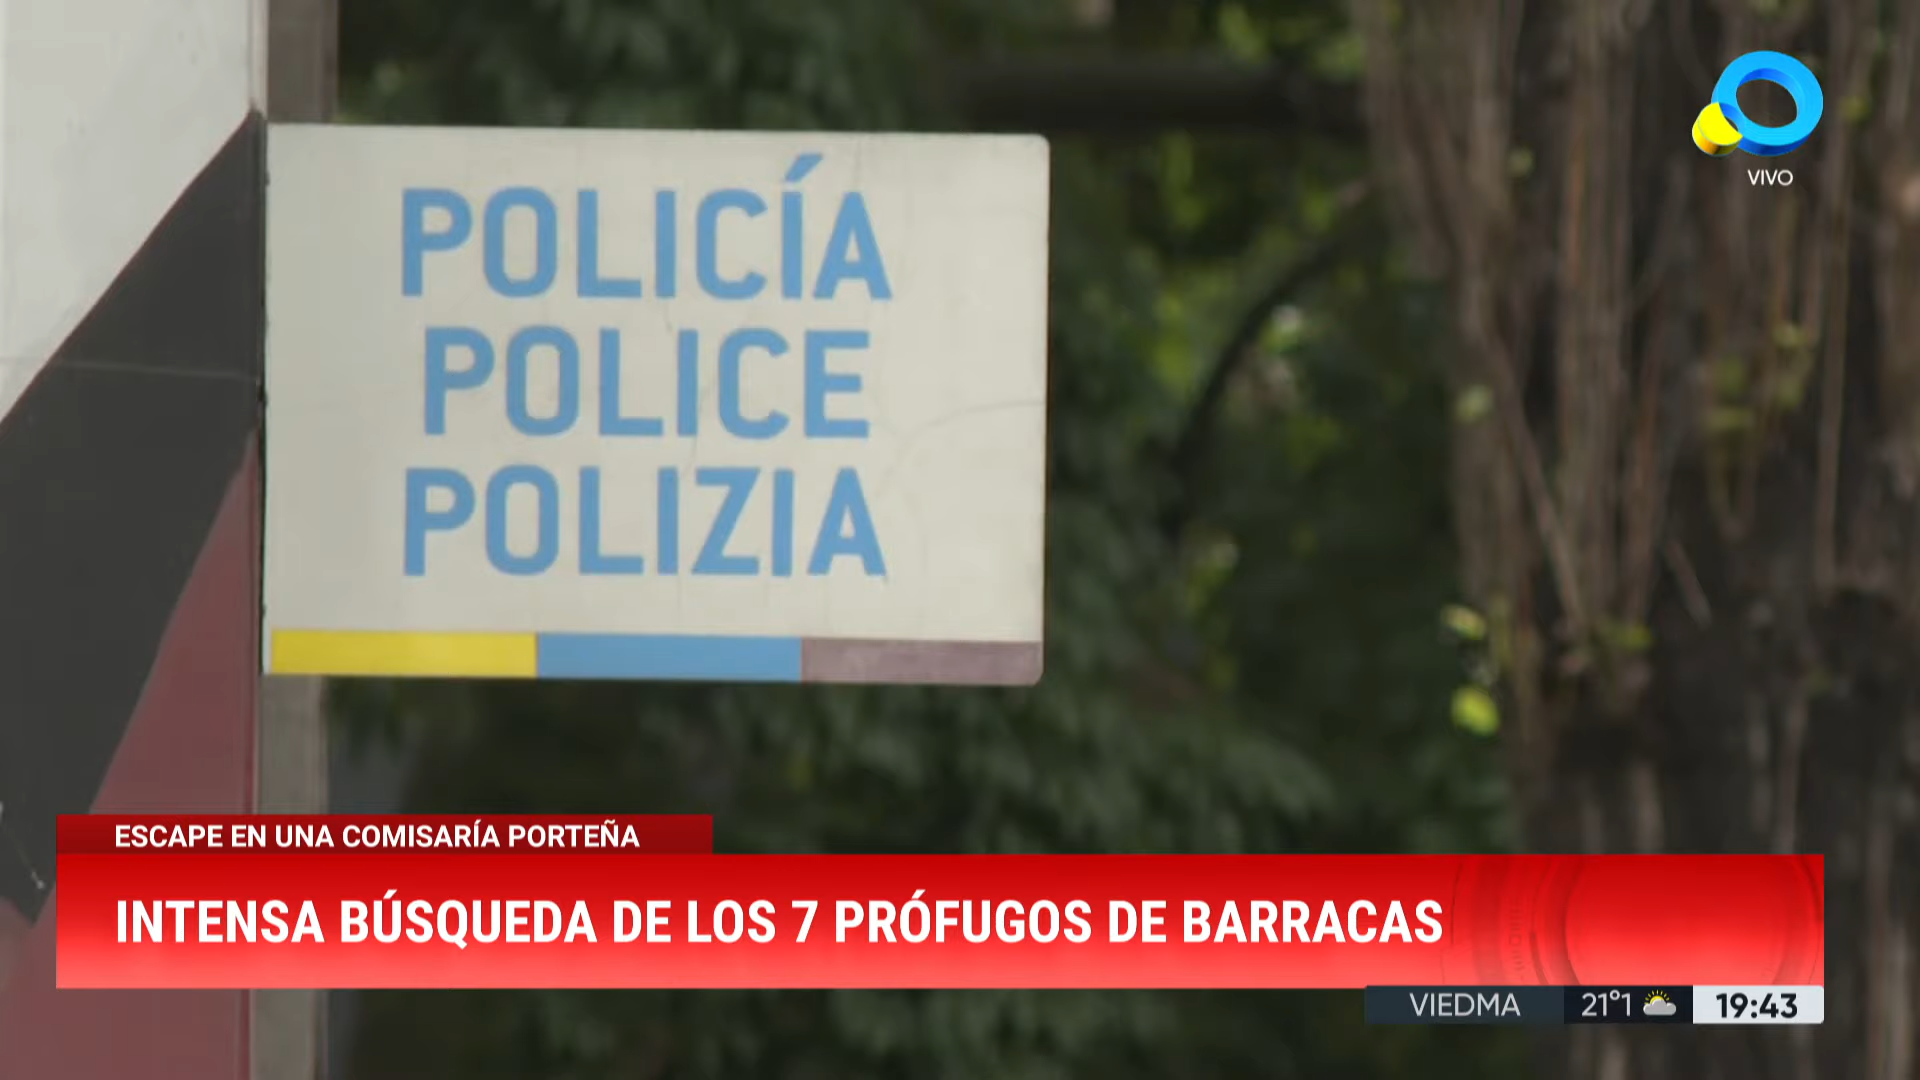 VIVO
POLICÍA
POLICE
POLIZIA
ESCAPE EN UNA COMISARÍA PORTEÑA
INTENSA BÚSQUEDA DE LOS 7 PRÓFUGOS DE BARRACAS
VIEDMA 21°1 19:43